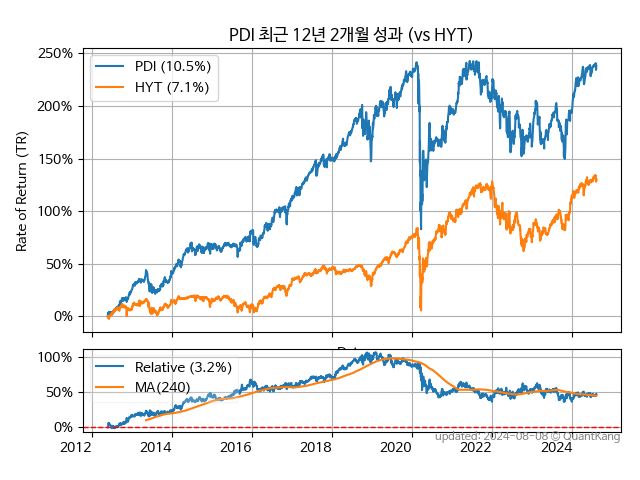 PDI 최근 12년 2개월 성과 (vs HYT)
Rate of Return (TR)
250%
200%
150%
100%
50%
0%
PDI (10.5%)
HYT (7.1%)
100%
50%
0%
Relative (3.2%)
MA(240)
2012 2014 2016 2018 2020 2022 2024
updated: 2024-08-08 © QuantKang